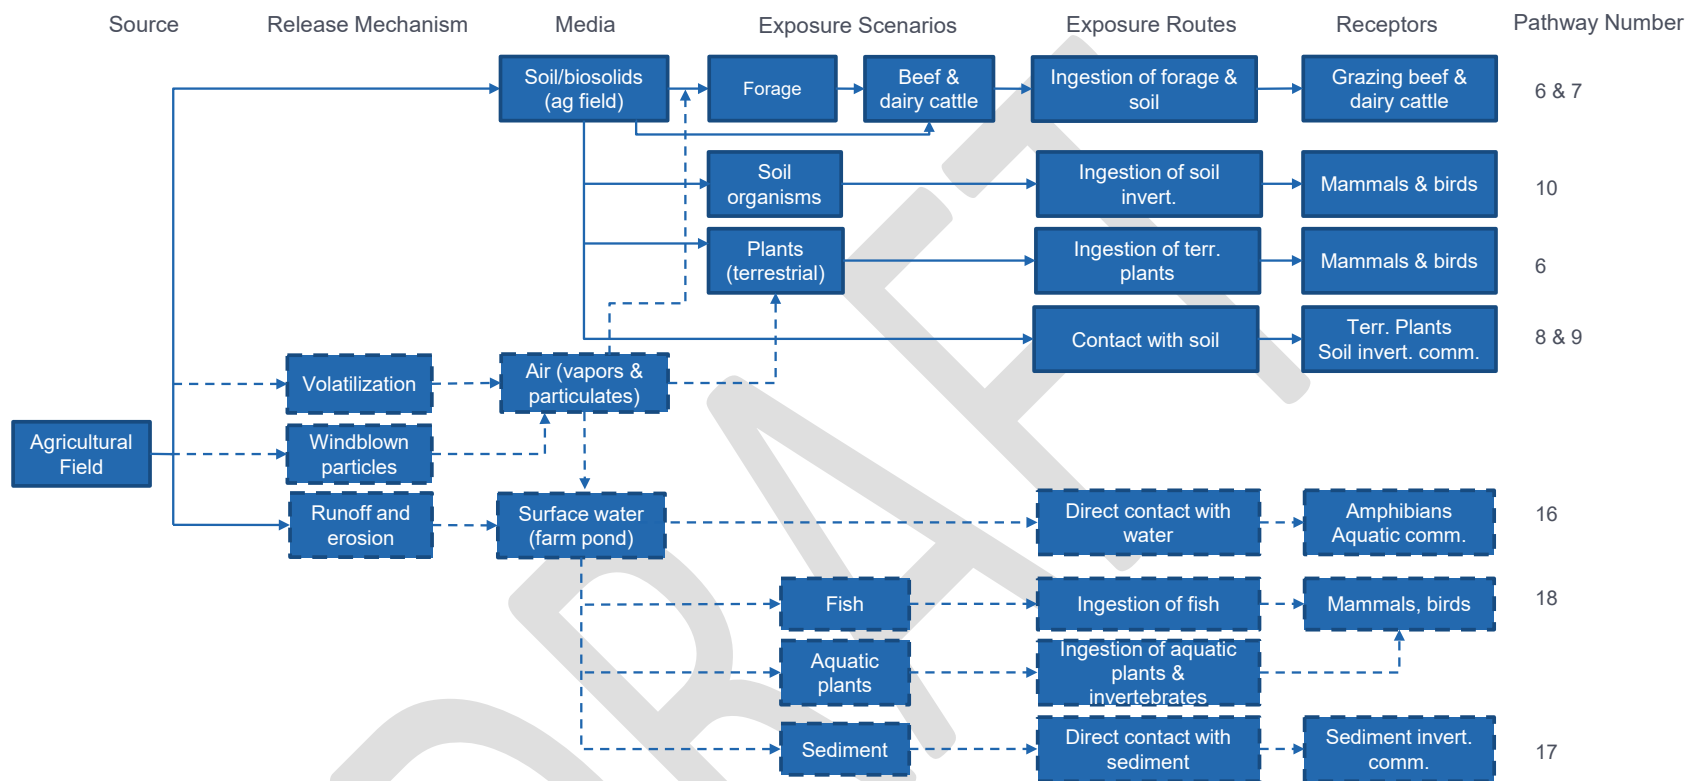 Source
Release Mechanism
Media
Exposure Scenarios
Exposure Routes
Receptors
Pathway Number
Soil/biosolids
(ag field)
Forage
Beef &
dairy cattle
Ingestion of forage &
soil
Grazing beef &
dairy cattle
6 & 7
Soil
organisms
Ingestion of soil
invert.
Mammals & birds
10
Plants
(terrestrial)
Ingestion of terr.
plants
Mammals & birds
6
Contact with soil
Terr. Plants
Soil invert. comm.
8 & 9
Volatilization
Air (vapors &
particulates)
Agricultural
Field
Windblown
particles
Runoff and
erosion
Surface water
(farm pond)
Direct contact with
water
Amphibians
Aquatic comm.
16
Fish
Ingestion of fish
Mammals, birds
18
Aquatic
plants
Ingestion of aquatic
plants &
invertebrates
Sediment
Direct contact with
sediment
Sediment invert.
comm.
17
DRAFT